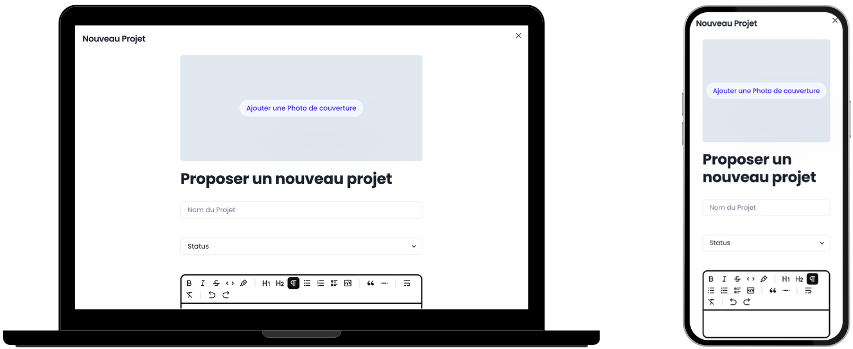 Nouveau Projet
Ajouter une Photo de couverture
Proposer un nouveau projet
Nom du Projet
Status
B I S H1 H2
Nouveau Projet
Ajouter une Photo de couverture
Proposer un
nouveau projet
Nom du Projet
Status
B I S H1 H2